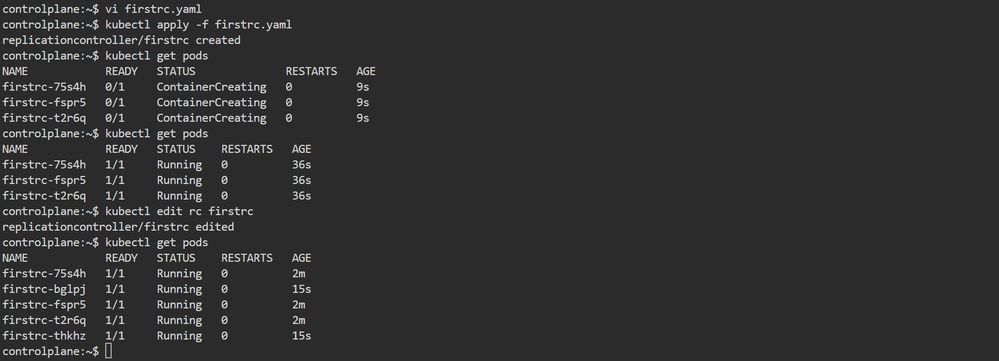 controlplane:~$ vi firstrc.yaml
controlplane:~$ kubectl apply -f firstrc.yaml
replicationcontroller/firstrc created
controlplane:~$ kubectl get pods
NAME            READY   STATUS              RESTARTS   AGE
firstrc-75s4h   0/1     ContainerCreating   0          9s
firstrc-fspr5   0/1     ContainerCreating   0          9s
firstrc-t2r6q   0/1     ContainerCreating   0          9s
controlplane:~$ kubectl get pods
NAME            READY   STATUS    RESTARTS   AGE
firstrc-75s4h   1/1     Running   0          36s
firstrc-fspr5   1/1     Running   0          36s
firstrc-t2r6q   1/1     Running   0          36s
controlplane:~$ kubectl edit rc firstrc
replicationcontroller/firstrc edited
controlplane:~$ kubectl get pods
NAME            READY   STATUS    RESTARTS   AGE
firstrc-75s4h   1/1     Running   0          2m
firstrc-bglpj   1/1     Running   0          15s
firstrc-fspr5   1/1     Running   0          2m
firstrc-t2r6q   1/1     Running   0          2m
firstrc-thkhz   1/1     Running   0          15s
controlplane:~$